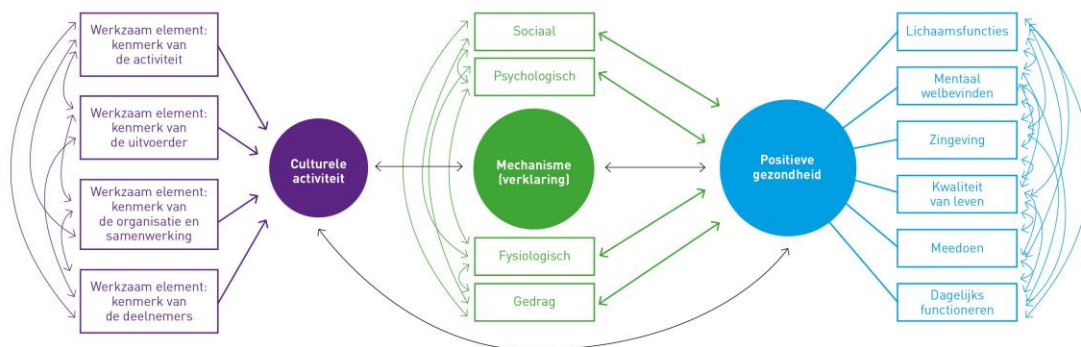 Werkzaam element:
kenmerk van
de activiteit
Werkzaam element:
kenmerk van
de uitvoerder
Werkzaam element:
kenmerk van
de organisatie en
samenwerking
Werkzaam element:
kenmerk van
de deelnemers
Culturele
activiteit
Sociaal
Psychologisch
Mechanisme
(verklaring)
Fysiologisch
Gedrag
Positieve
gezondheid
Lichaamsfuncties
Mentaal
welbevinden
Zingeving
Kwaliteit
van leven
Meedoen
Dagelijks
functioneren